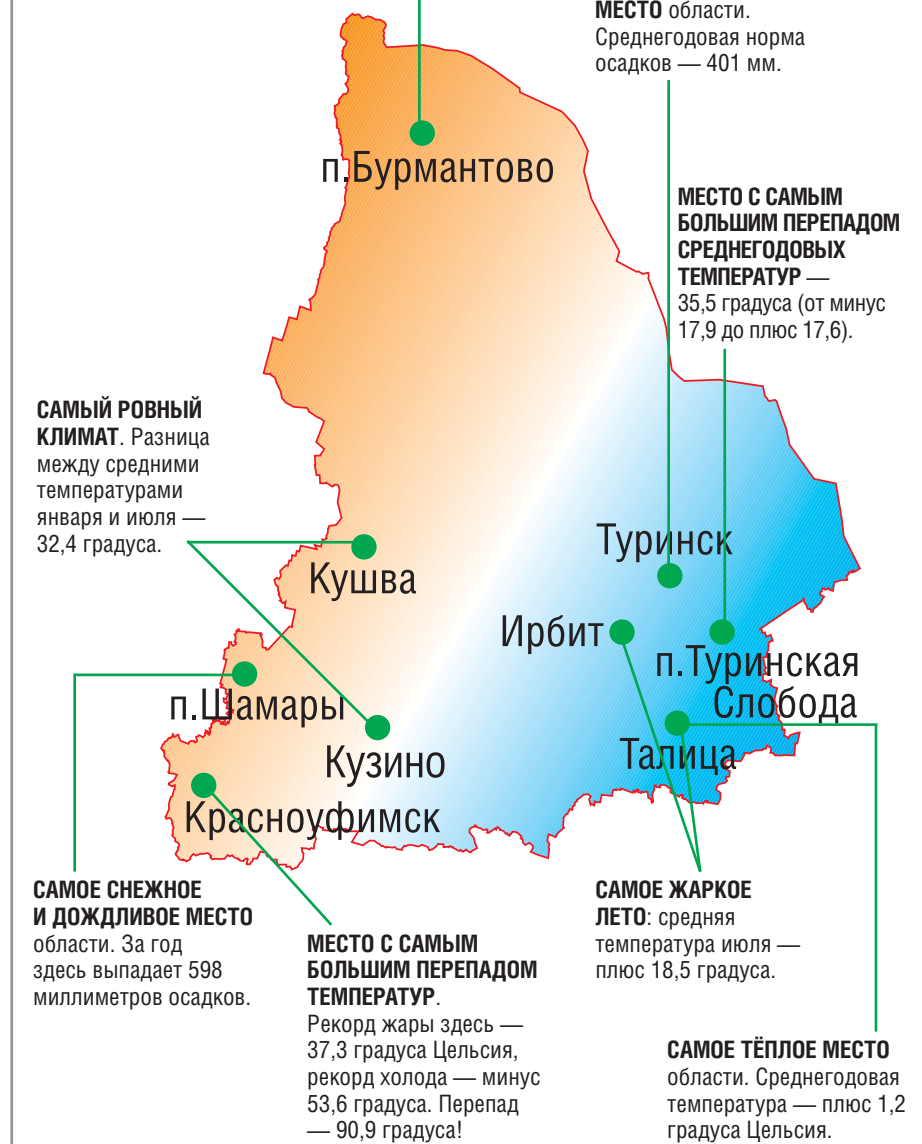 МЕСТО области.
Среднегодовая норма
осадков — 401 мм.
п.Бурмантово
МЕСТО С САМЫМ
БОЛЬШИМ ПЕРЕПАДОМ
СРЕДНЕГОДОВЫХ
ТЕМПЕРАТУР —
35,5 градуса (от минус
17,9 до плюс 17,6).
САМЫЙ РОВНЫЙ
КЛИМАТ. Разница
между средними
температурами
января и июля —
32,4 градуса.
Туринск
Кушва
Ирбит
п.Туринская
Слобода
п.Шамары
Кузино
Талица
Красноуфимск
САМОЕ СНЕЖНОЕ
И ДОЖДЛИВОЕ МЕСТО
области. За год
здесь выпадает 598
миллиметров осадков.
МЕСТО С САМЫМ
БОЛЬШИМ ПЕРЕПАДОМ
ТЕМПЕРАТУР.
Рекорд жары здесь —
37,3 градуса Цельсия,
рекорд холода — минус
53,6 градуса. Перепад
— 90,9 градуса!
САМОЕ ЖАРКОЕ
ЛЕТО: средняя
температура июля —
плюс 18,5 градуса.
САМОЕ ТЁПЛОЕ МЕСТО
области. Среднегодовая
температура — плюс 1,2
градуса Цельсия.